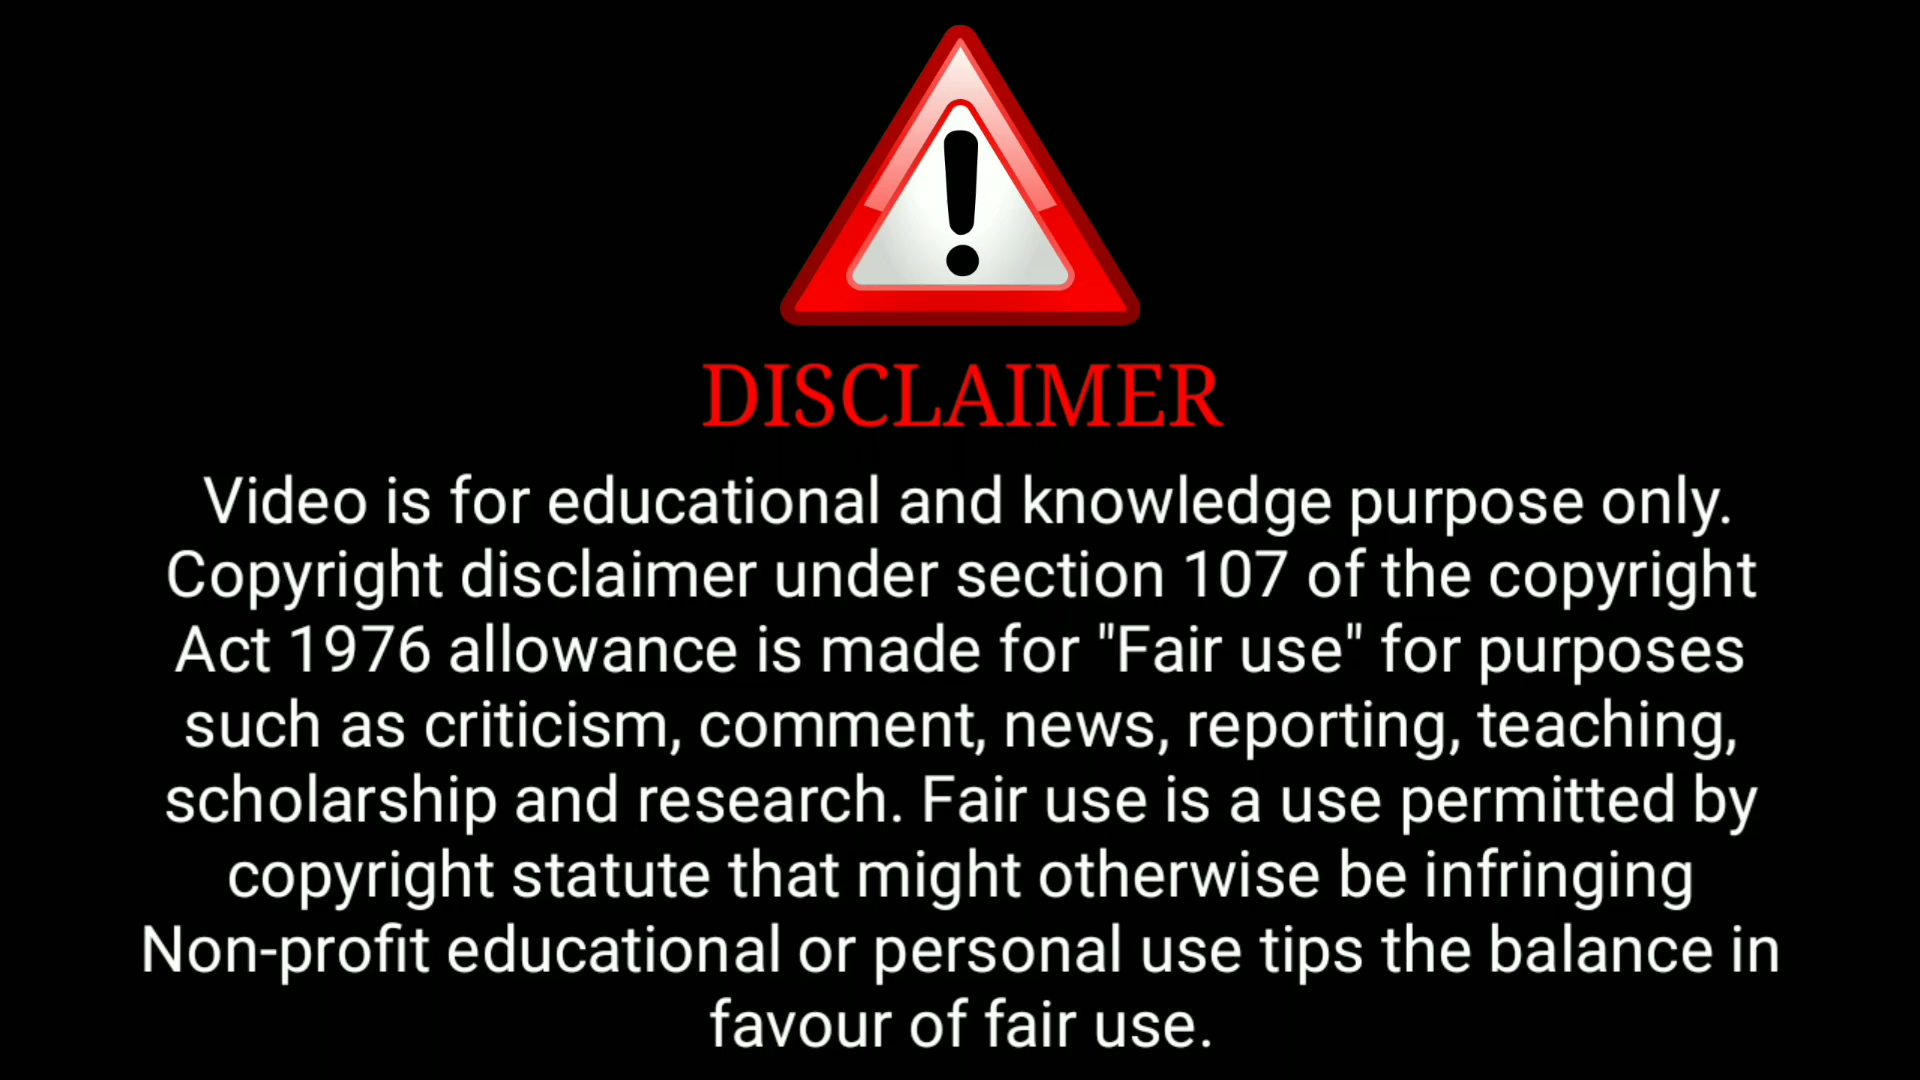 DISCLAIMER
Video is for educational and knowledge purpose only.
Copyright disclaimer under section 107 of the copyright
Act 1976 allowance is made for "Fair use" for purposes
such as criticism, comment, news, reporting, teaching,
scholarship and research. Fair use is a use permitted by
copyright statute that might otherwise be infringing
Non-profit educational or personal use tips the balance in
favour of fair use.